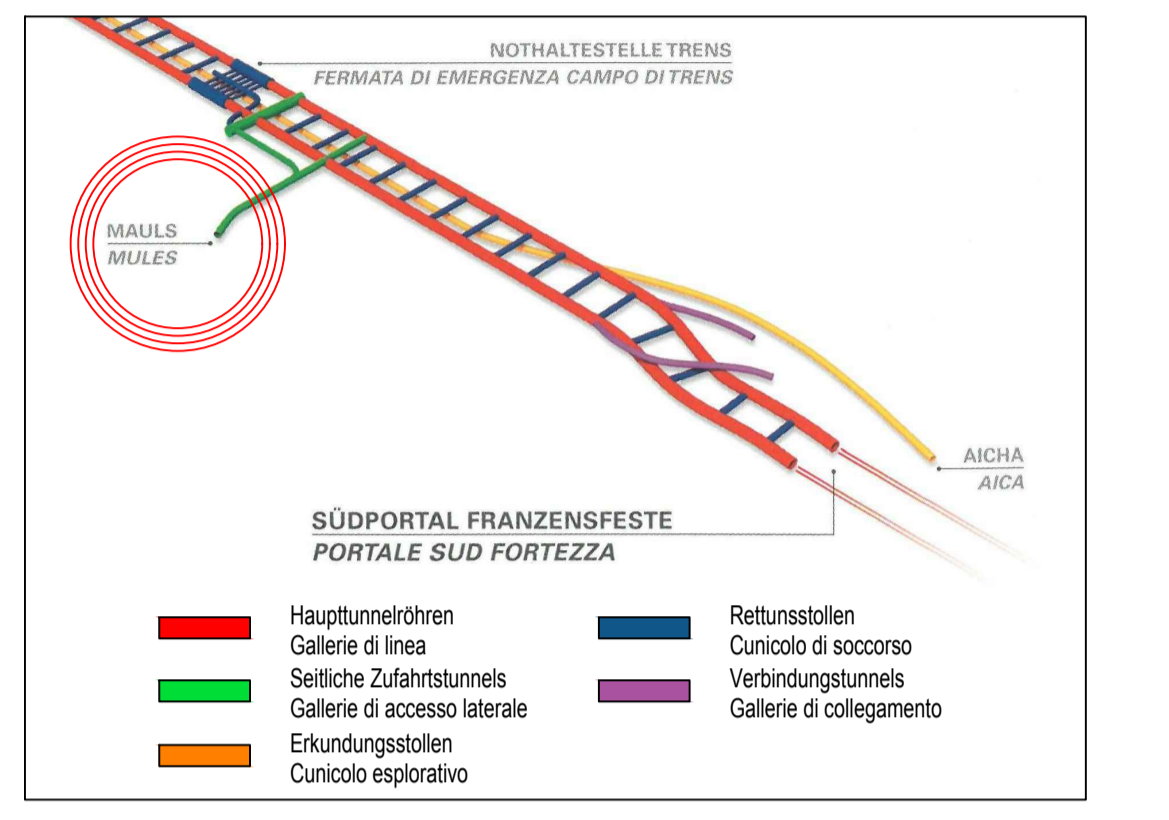 NOTHALTESTELLE TRENS
FERMATA DI EMERGENZA CAMPO DI TRENS
MAULS
MULES
AICHA
AICA
SÜDPORTAL FRANZENSFESTE
PORTALE SUD FORTEZZA
Haupttunnelröhren
Gallerie di linea
Seitliche Zufahrtstunnels
Gallerie di accesso laterale
Erkundungsstollen
Cunicolo esplorativo
Rettunsstollen
Cunicolo di soccorso
Verbindungstunnels
Gallerie di collegamento